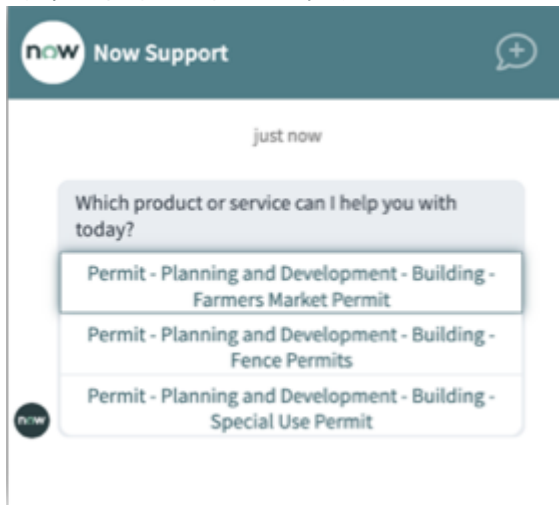 now Now Support
just now
Which product or service can I help you with
today?
Permit - Planning and Development - Building -
Farmers Market Permit
Permit - Planning and Development - Building -
Fence Permits
Permit - Planning and Development - Building -
Special Use Permit
now